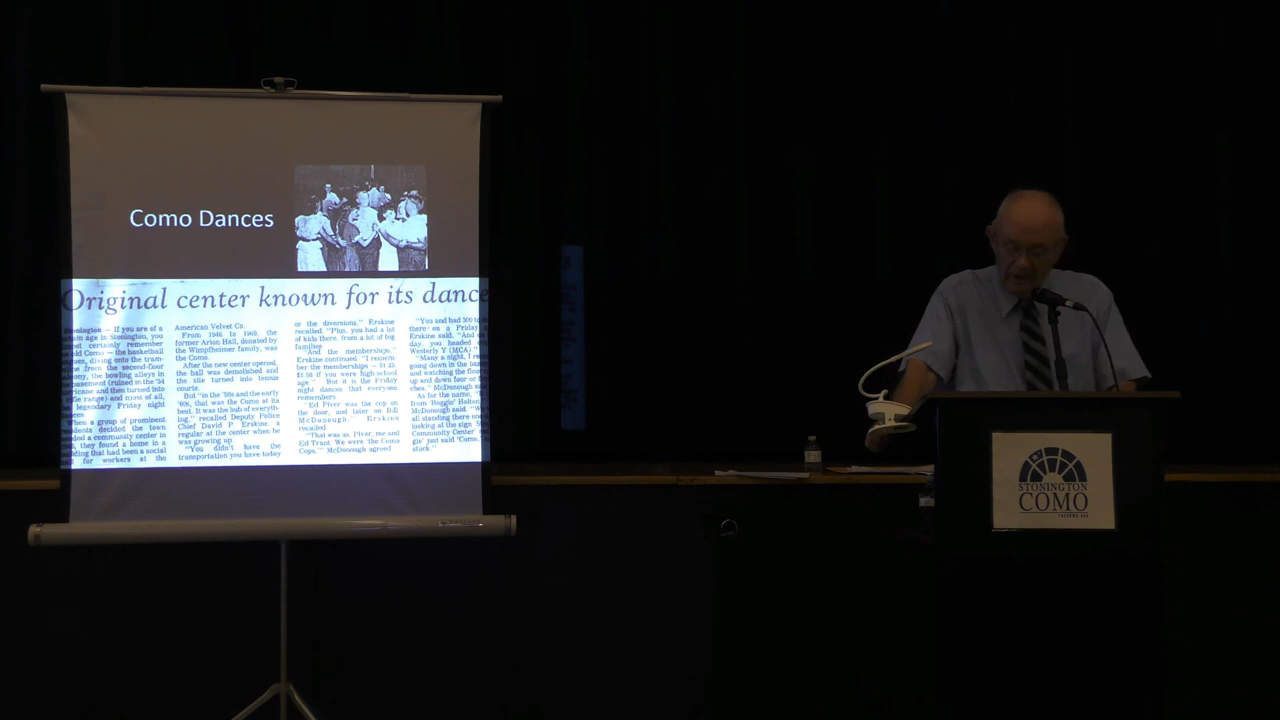 Como Dances
Original center known for its dance
Stonington — If you are of a
certain age in Stonington, you
most certainly remember
old Como — the basketball
diving onto the tram-
from the second-floor
the bowling alleys in
basement (ruined in the '54
and then turned into
range) and most of all,
legendary Friday night
When a group of prominent
decided the town
a community center in
they found a home in a
that had been a social
for workers at the
American Velvet Co.
From 1946 to 1969, the
former Arion Hall, donated by
the Wimpfheimer family, was
the Como.
After the new center opened,
the hall was demolished and
the site turned into tennis
courts.
But "in the '50s and the early
'60s, that was the Como at its
best. It was the hub of everyth-
ing," recalled Deputy Police
Chief David P. Erskine, a
regular at the center when he
was growing up.
"You didn't have the
transportation you have today
or the diversions," Erskine
recalled. "Plus, you had a lot
of kids there, from a lot of big
families.
"And the memberships,"
Erskine continued. "I remem-
ber the memberships — $1.25,
$1.50 if you were high school
age." But it is the Friday
night dances that everyone
remembers.
"Ed Piver was the cop on
the door, and later on Bill
McDonough," Erskine
recalled.
"That was us, Piver, me and
Ed Trant. We were 'the Como
Cops,'" McDonough agreed.
"You and had 300 to
there on a Friday
Erskine said. "And
day, you headed
Westerly Y (MCA)."
"Many a night, I
going down in the
and watching the
up and down four or
McDonough
As for the name,
from 'Boggie'
McDonough said.
all standing there
looking at the sign
Community Center'
just said 'Como,'
stuck."
STONINGTON
COMO